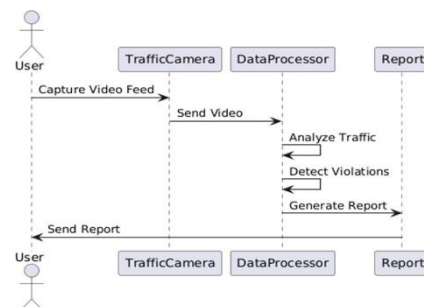 User
TrafficCamera
DataProcessor
Report
Capture Video Feed
Send Video
Analyze Traffic
Detect Violations
Generate Report
Send Report
User
TrafficCamera
DataProcessor
Report